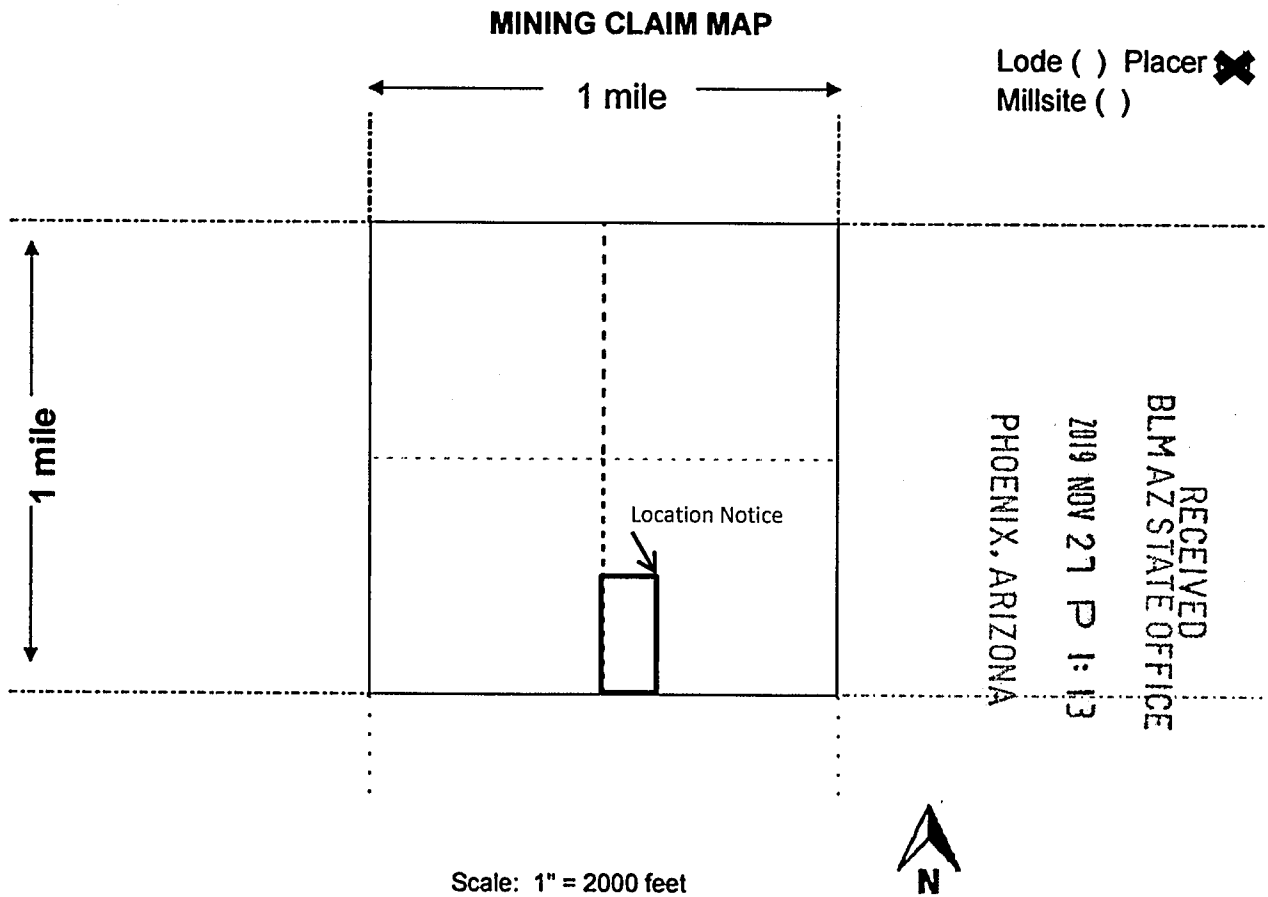 MINING CLAIM MAP
Lode ( ) Placer
Millsite ( )
1 mile
1 mile
Location Notice
RECEIVED
BLM AZ STATE OFFICE
2019 NOV 27 P 1: 13
PHOENIX, ARIZONA
Scale: 1" = 2000 feet
N